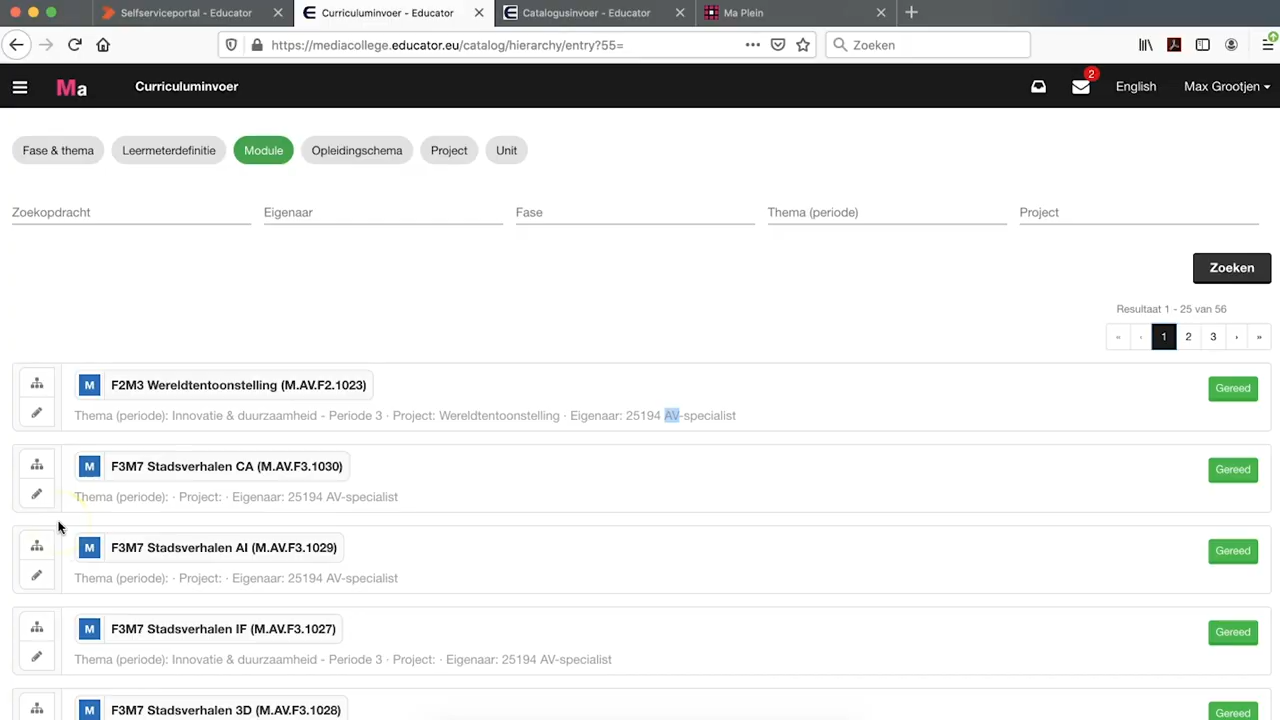 Selfserviceportal - Educator
Curriculuminvoer - Educator
Catalogusinvoer - Educator
Ma Plein
https://mediacollege.educator.eu/catalog/hierarchy/entry?55=
Zoeken
Ma
Curriculuminvoer
2
English
Max Grootjen
Fase & thema
Leermeterdefinitie
Module
Opleidingschema
Project
Unit
Zoekopdracht
Eigenaar
Fase
Thema (periode)
Project
Zoeken
Resultaat 1 - 25 van 56
« ‹ 1 2 3 › »
M F2M3 Wereldtentoonstelling (M.AV.F2.1023)
Gereed
Thema (periode): Innovatie & duurzaamheid - Periode 3 · Project: Wereldtentoonstelling · Eigenaar: 25194 AV-specialist
M F3M7 Stadsverhalen CA (M.AV.F3.1030)
Gereed
Thema (periode): · Project: · Eigenaar: 25194 AV-specialist
M F3M7 Stadsverhalen AI (M.AV.F3.1029)
Gereed
Thema (periode): · Project: · Eigenaar: 25194 AV-specialist
M F3M7 Stadsverhalen IF (M.AV.F3.1027)
Gereed
Thema (periode): Innovatie & duurzaamheid - Periode 3 · Project: · Eigenaar: 25194 AV-specialist
M F3M7 Stadsverhalen 3D (M.AV.F3.1028)
Gereed